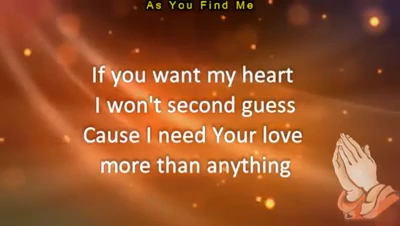 As You Find Me
If you want my heart
I won't second guess
Cause I need Your love
more than anything